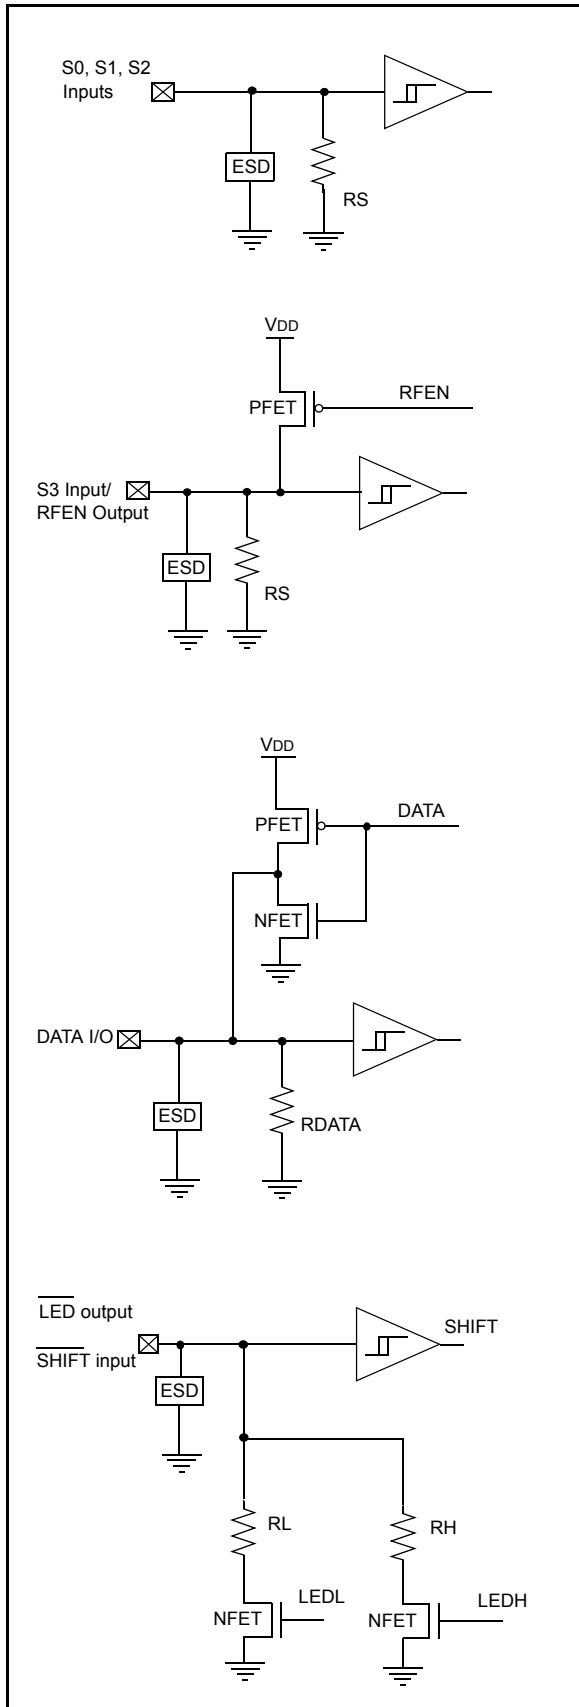 S0, S1, S2
Inputs
ESD
RS
VDD
PFET
RFEN
S3 Input/
RFEN Output
ESD
RS
VDD
PFET
DATA
NFET
DATA I/O
ESD
RDATA
LED output
SHIFT
SHIFT input
ESD
RL
RH
LEDL
LEDH
NFET
NFET